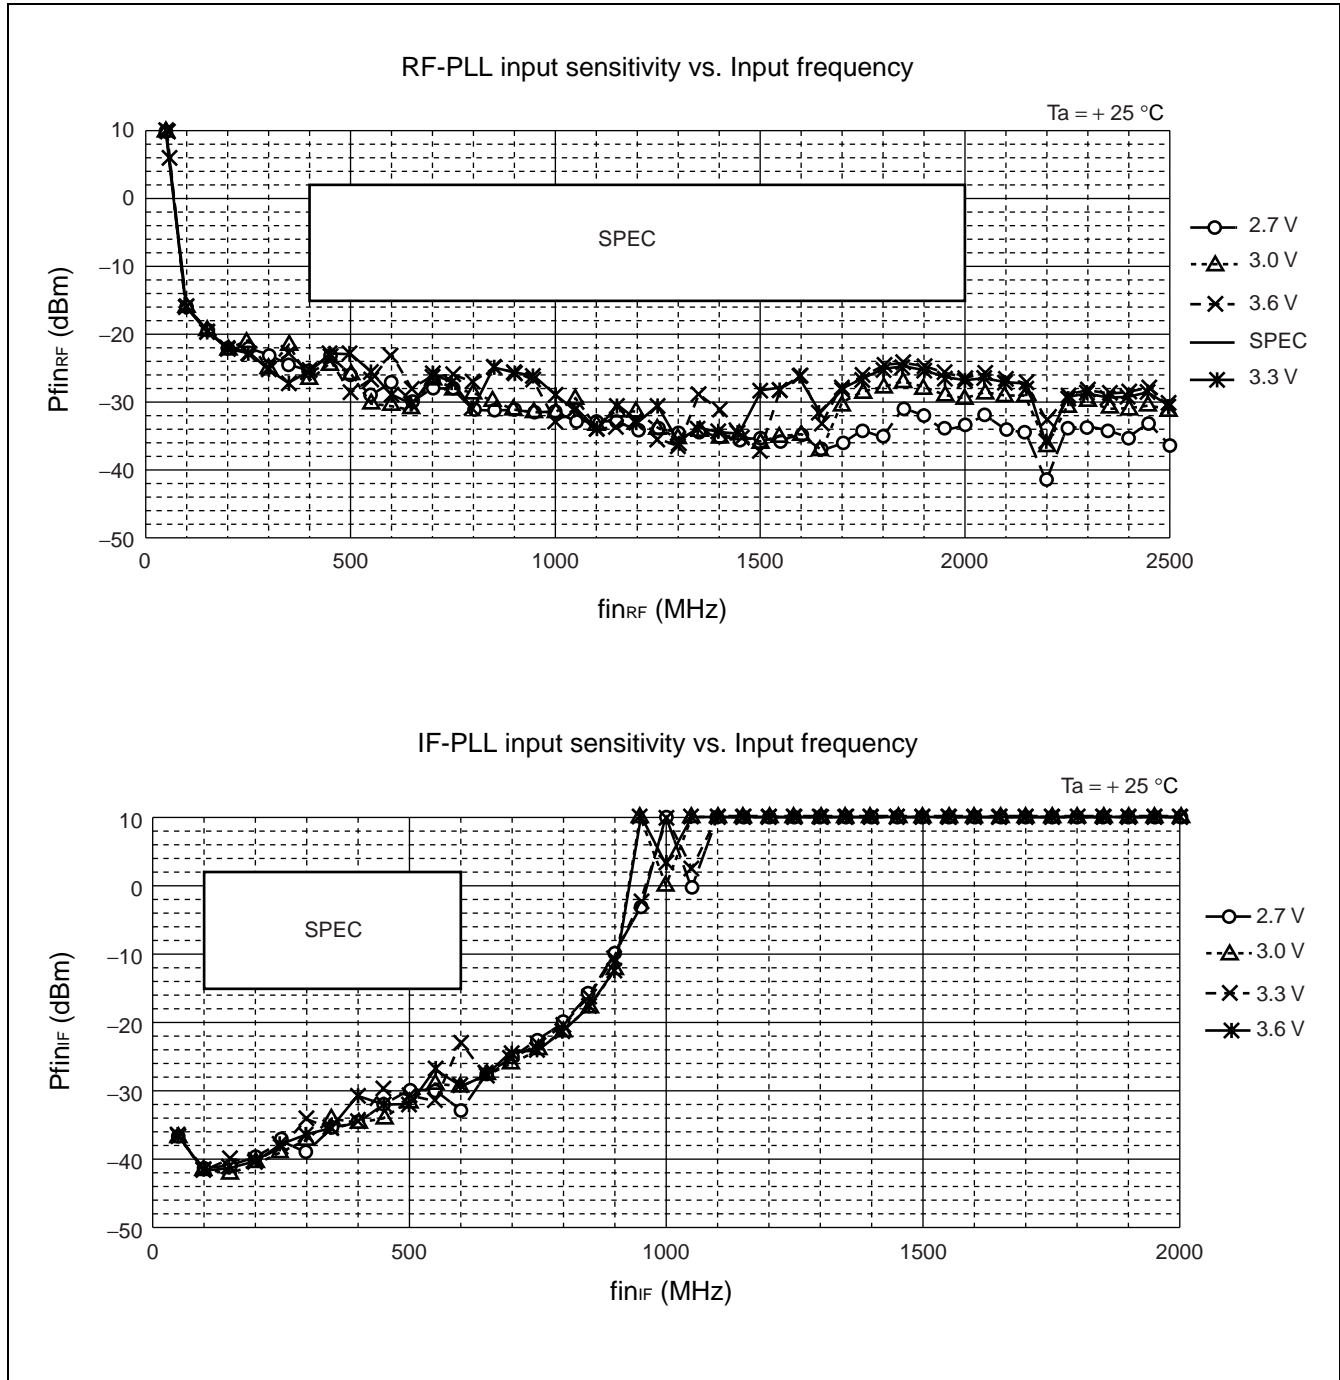 RF-PLL input sensitivity vs. Input frequency
Ta = + 25 °C
10
0
–10
–20
–30
–40
–50
PfinRF (dBm)
SPEC
2.7 V
3.0 V
3.6 V
SPEC
3.3 V
0 500 1000 1500 2000 2500
finRF (MHz)
IF-PLL input sensitivity vs. Input frequency
Ta = + 25 °C
10
0
–10
–20
–30
–40
–50
PfinIF (dBm)
SPEC
2.7 V
3.0 V
3.3 V
3.6 V
0 500 1000 1500 2000
finIF (MHz)